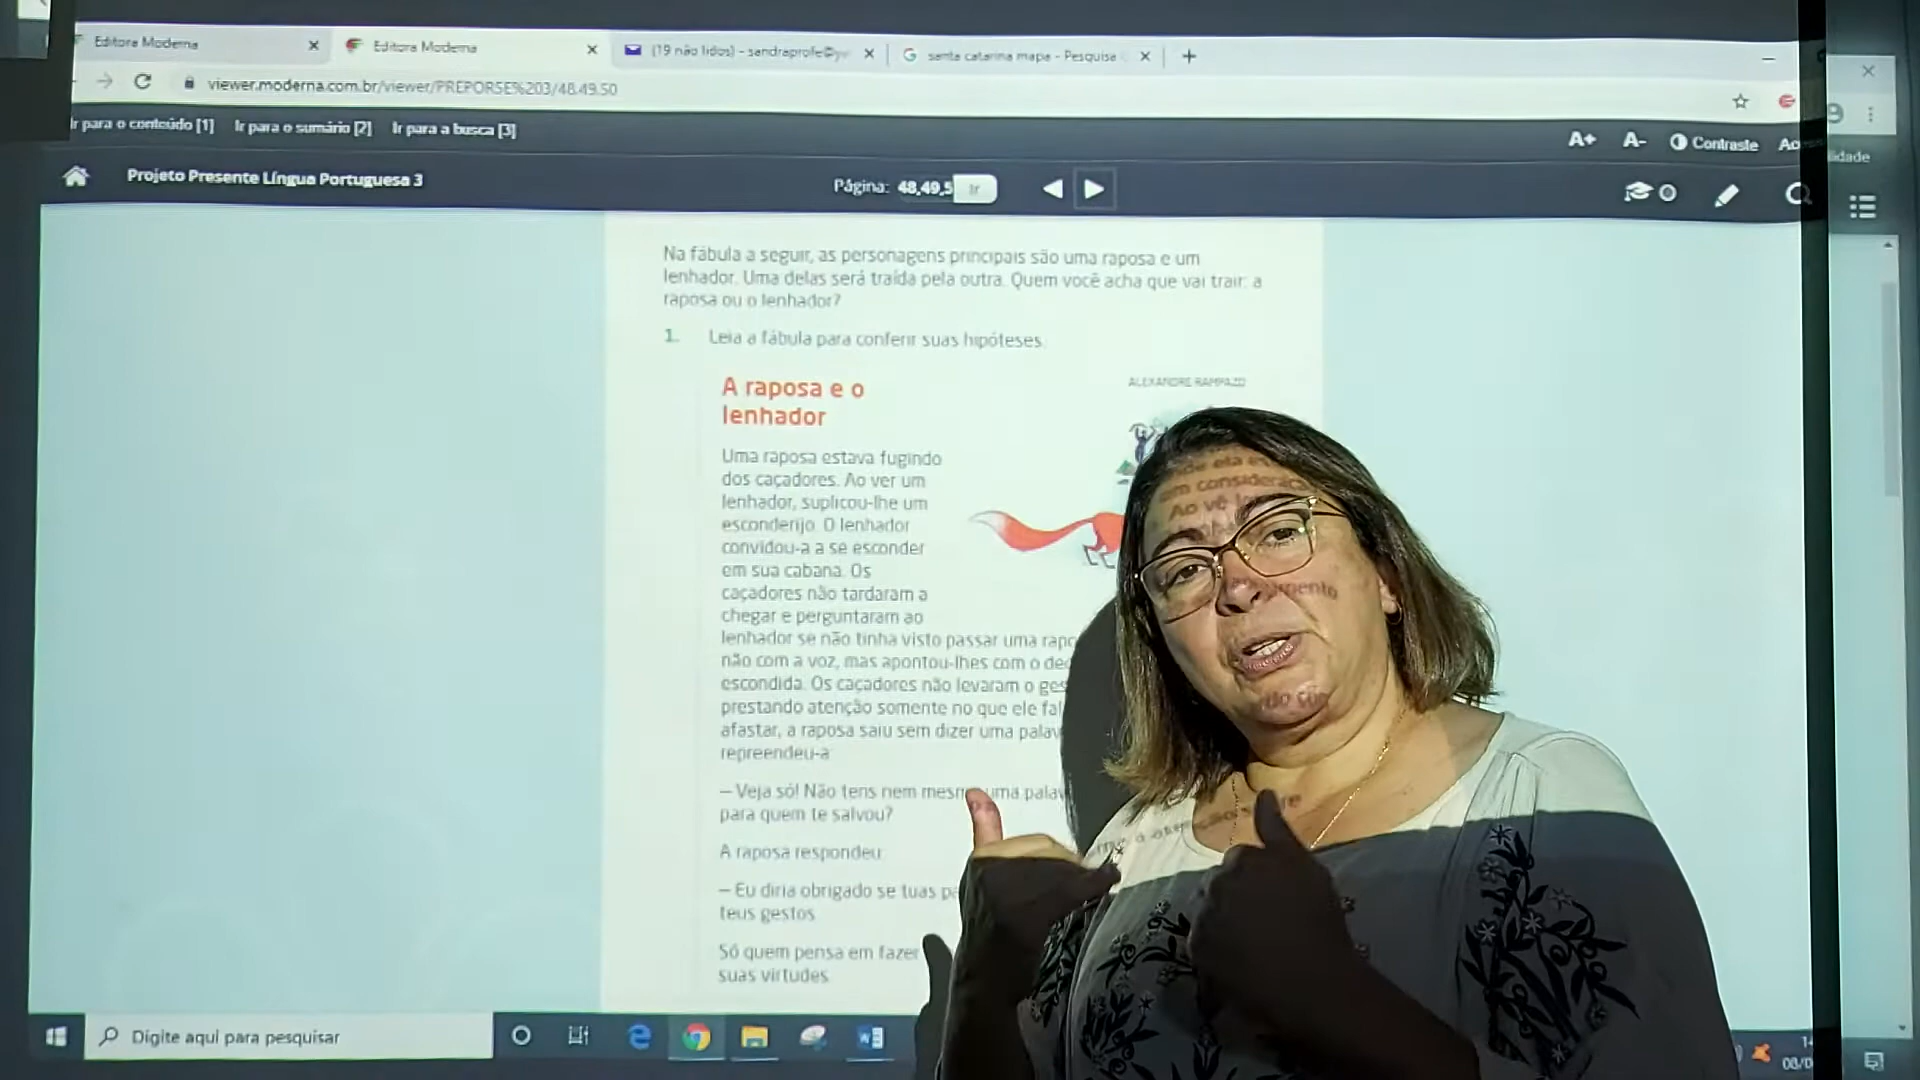 Editora Moderna
Editora Moderna
(19 não lidos) - sandraprofe@y
santa catarina mapa - Pesquisa
viewer.moderna.com.br/viewer/PREPORSE%203/48.49.50
Ir para o conteúdo [1] Ir para o sumário [2] Ir para a busca [3]
A+ A- Contraste
idade
Projeto Presente Língua Portuguesa 3
Página: 48,49,5 Ir
Na fábula a seguir, as personagens principais são uma raposa e um
lenhador. Uma delas será traída pela outra. Quem você acha que vai trair: a
raposa ou o lenhador?
1. Leia a fábula para conferir suas hipóteses.
A raposa e o
lenhador
ALEXANDRE RAMPAZO
Uma raposa estava fugindo
dos caçadores. Ao ver um
lenhador, suplicou-lhe um
esconderijo. O lenhador
convidou-a a se esconder
em sua cabana. Os
caçadores não tardaram a
chegar e perguntaram ao
lenhador se não tinha visto passar uma rapo
não com a voz, mas apontou-lhes com o ded
escondida. Os caçadores não levaram o ges
prestando atenção somente no que ele fal
afastar, a raposa saiu sem dizer uma palav
repreendeu-a:
– Veja só! Não tens nem mesmo uma palav
para quem te salvou?
A raposa respondeu:
– Eu diria obrigado se tuas pa
teus gestos.
Só quem pensa em fazer
suas virtudes.
Digite aqui para pesquisar